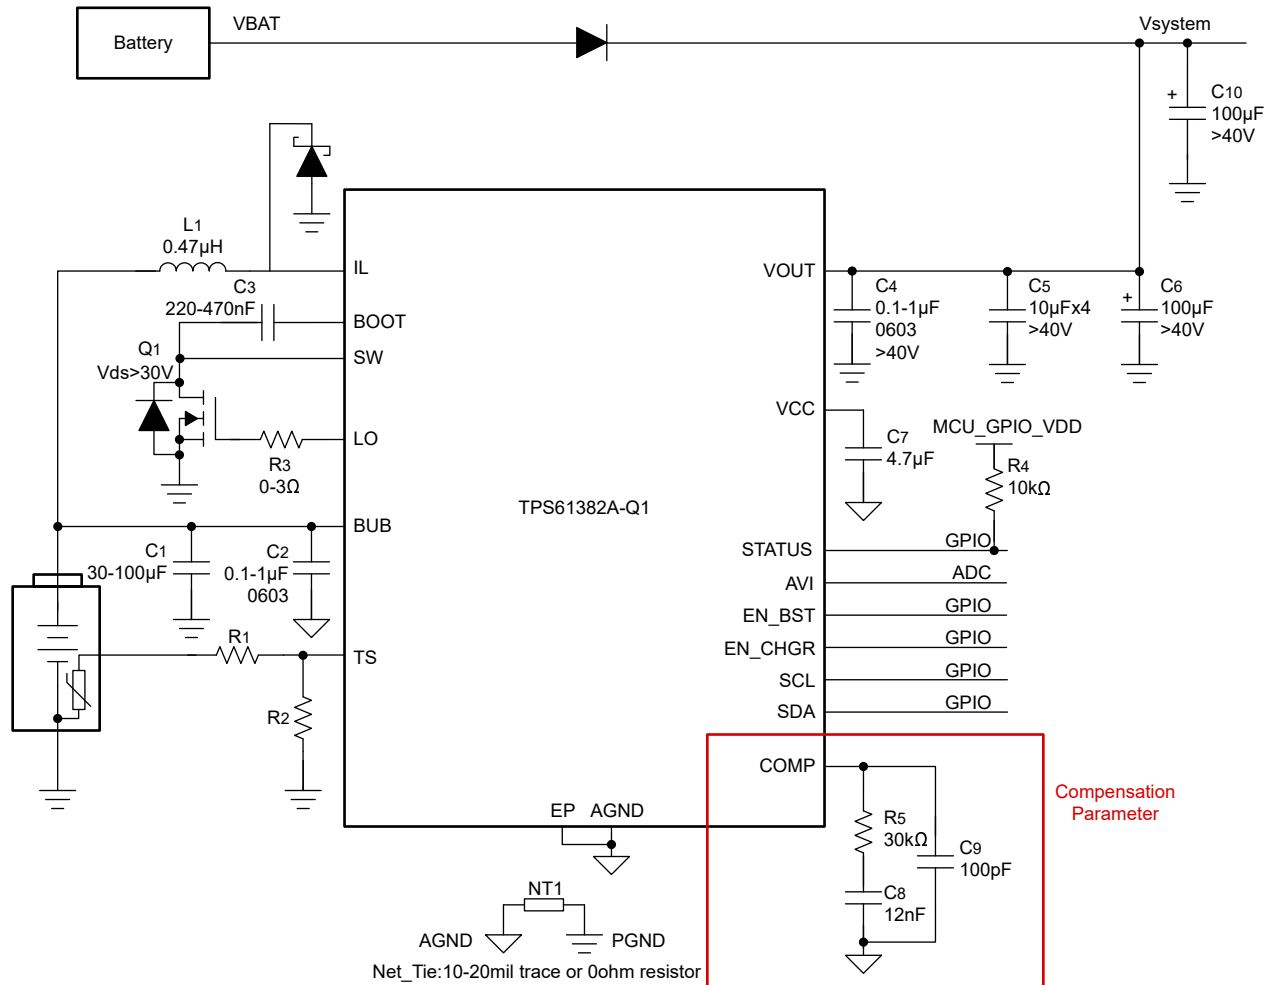 Battery
VBAT
Vsystem
C10
100µF
>40V
+
L1
0.47µH
IL
VOUT
C3
220-470nF
BOOT
SW
C4
0.1-1µF
0603
>40V
C5
10µFx4
>40V
C6
100µF
>40V
+
Q1
Vds>30V
VCC
C7
4.7µF
MCU_GPIO_VDD
R4
10kΩ
LO
R3
0-3Ω
TPS61382A-Q1
BUB
C1
30-100µF
C2
0.1-1µF
0603
STATUS
GPIO
AVI
ADC
EN_BST
GPIO
EN_CHGR
GPIO
SCL
GPIO
SDA
GPIO
R1
TS
R2
COMP
Compensation
Parameter
R5
30kΩ
C9
100pF
C8
12nF
EP
AGND
NT1
AGND
PGND
Net_Tie:10-20mil trace or 0ohm resistor